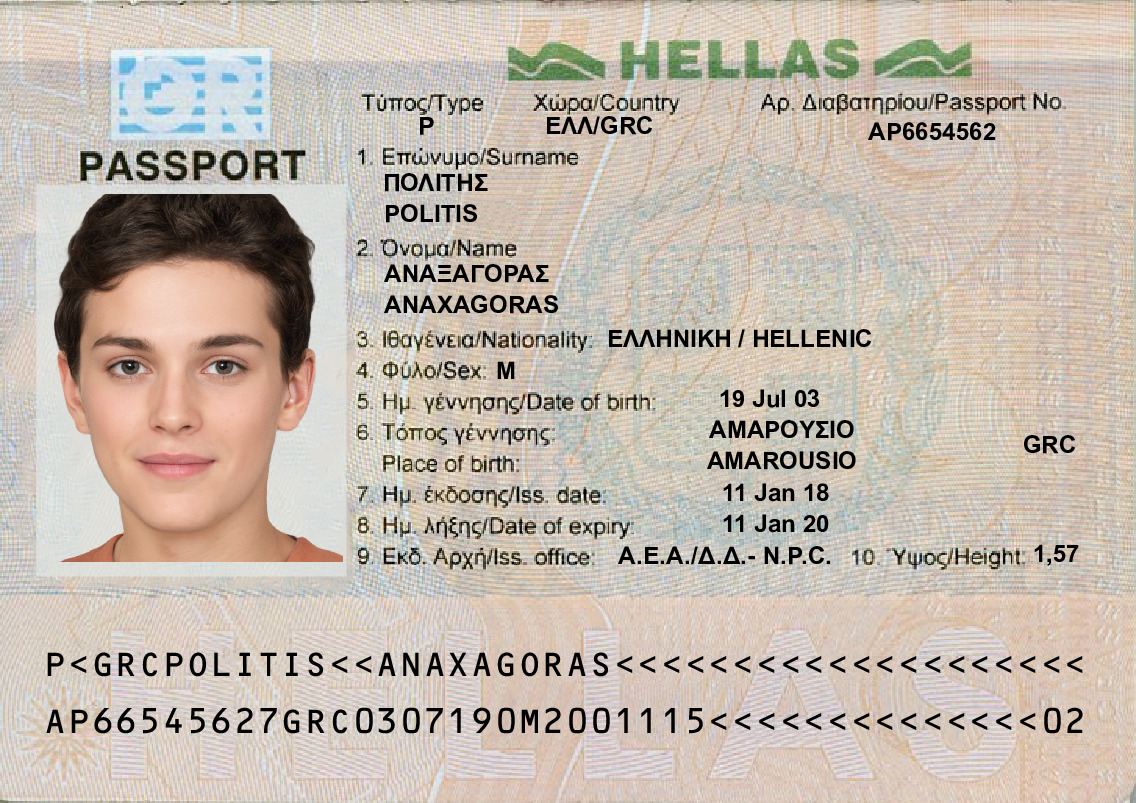 GR
PASSPORT
HELLAS
Τύπος/Type Χώρα/Country Αρ. Διαβατηρίου/Passport No.
P ΕΛΛ/GRC AP6654562
1. Επώνυμο/Surname
ΠΟΛΙΤΗΣ
POLITIS
2. Όνομα/Name
ΑΝΑΞΑΓΟΡΑΣ
ANAXAGORAS
3. Ιθαγένεια/Nationality: ΕΛΛΗΝΙΚΗ / HELLENIC
4. Φύλο/Sex: M
5. Ημ. γέννησης/Date of birth: 19 Jul 03
6. Τόπος γέννησης: ΑΜΑΡΟΥΣΙΟ
Place of birth: AMAROUSIO GRC
7. Ημ. έκδοσης/Iss. date: 11 Jan 18
8. Ημ. λήξης/Date of expiry: 11 Jan 20
9. Εκδ. Αρχή/Iss. office: Α.Ε.Α./Δ.Δ.- N.P.C. 10. Ύψος/Height: 1,57
HELLAS
P<GRCPOLITIS<<ANAXAGORAS<<<<<<<<<<<<<<<<<<<<
AP66545627GRC0307190M2001115<<<<<<<<<<<<<<02